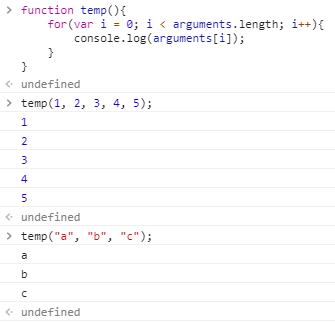 > function temp(){
    for(var i = 0; i < arguments.length; i++){
        console.log(arguments[i]);
    }
}
< undefined
> temp(1, 2, 3, 4, 5);
1
2
3
4
5
< undefined
> temp("a", "b", "c");
a
b
c
< undefined